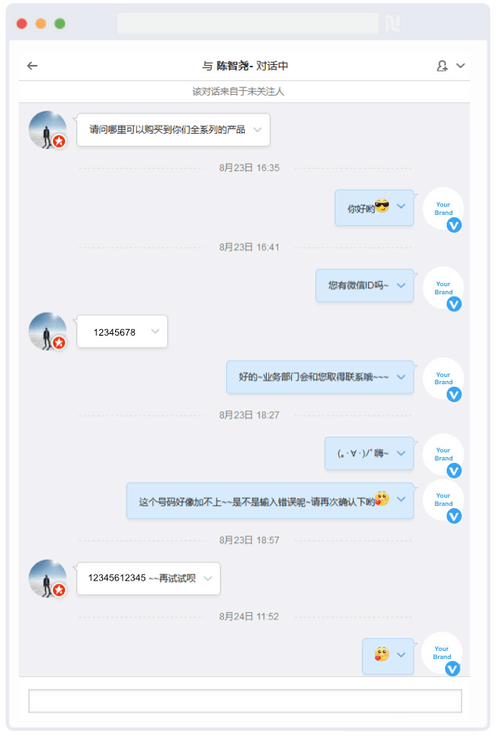 与 陈智尧- 对话中
该对话来自于未关注人
请问哪里可以购买到你们全系列的产品
8月23日 16:35
你好哟
Your
Brand
8月23日 16:41
您有微信ID吗~
Your
Brand
12345678
好的~业务部门会和您取得联系哦~~~
Your
Brand
8月23日 18:27
(｡·∀·)ﾉﾞ嗨~
Your
Brand
这个号码好像加不上~~是不是输入错误呢~请再次确认下哟
Your
Brand
8月23日 18:57
12345612345 ~~再试试呗
8月24日 11:52
Your
Brand